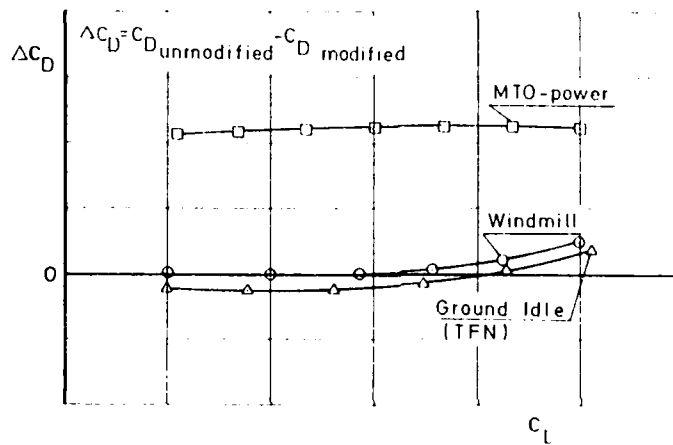 ΔC_D = C_D unmodified - C_D modified
ΔC_D
MTO-power
Windmill
0
Ground Idle
(TFN)
C_L